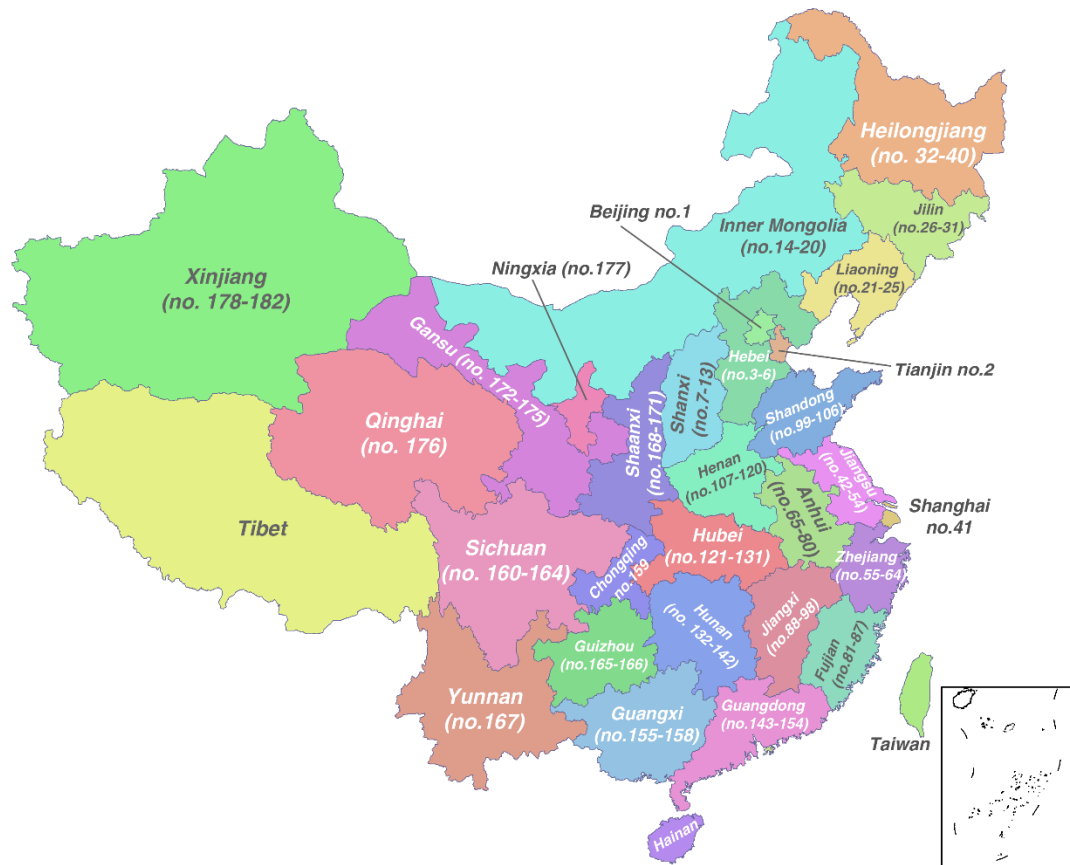 Heilongjiang
(no. 32-40)
Jilin
(no.26-31)
Beijing no.1
Inner Mongolia
(no.14-20)
Liaoning
(no.21-25)
Ningxia (no.177)
Xinjiang
(no. 178-182)
Gansu (no. 172-175)
Hebei
(no.3-6)
Tianjin no.2
Shanxi
(no.7-13)
Shandong
(no.99-106)
Qinghai
(no. 176)
Shaanxi
(no.168-171)
Henan
(no.107-120)
Jiangsu
(no.42-54)
Anhui
(no.65-80)
Shanghai
no.41
Tibet
Sichuan
(no. 160-164)
Chongqing
no.159
Hubei
(no.121-131)
Zhejiang
(no.55-64)
Hunan
(no. 132-142)
Jiangxi
(no.88-98)
Fujian
(no.81-87)
Guizhou
(no.165-166)
Yunnan
(no.167)
Guangxi
(no.155-158)
Guangdong
(no.143-154)
Taiwan
Hainan